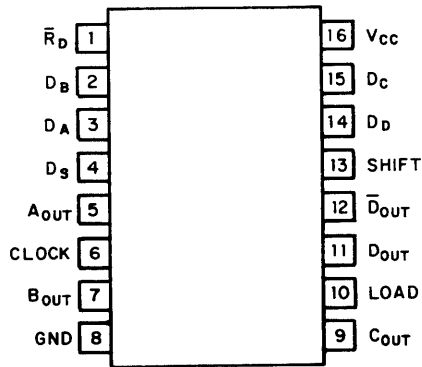 R̄D 1 16 VCC
DB 2 15 DC
DA 3 14 DD
DS 4 13 SHIFT
AOUT 5 12 D̄OUT
CLOCK 6 11 DOUT
BOUT 7 10 LOAD
GND 8 9 COUT